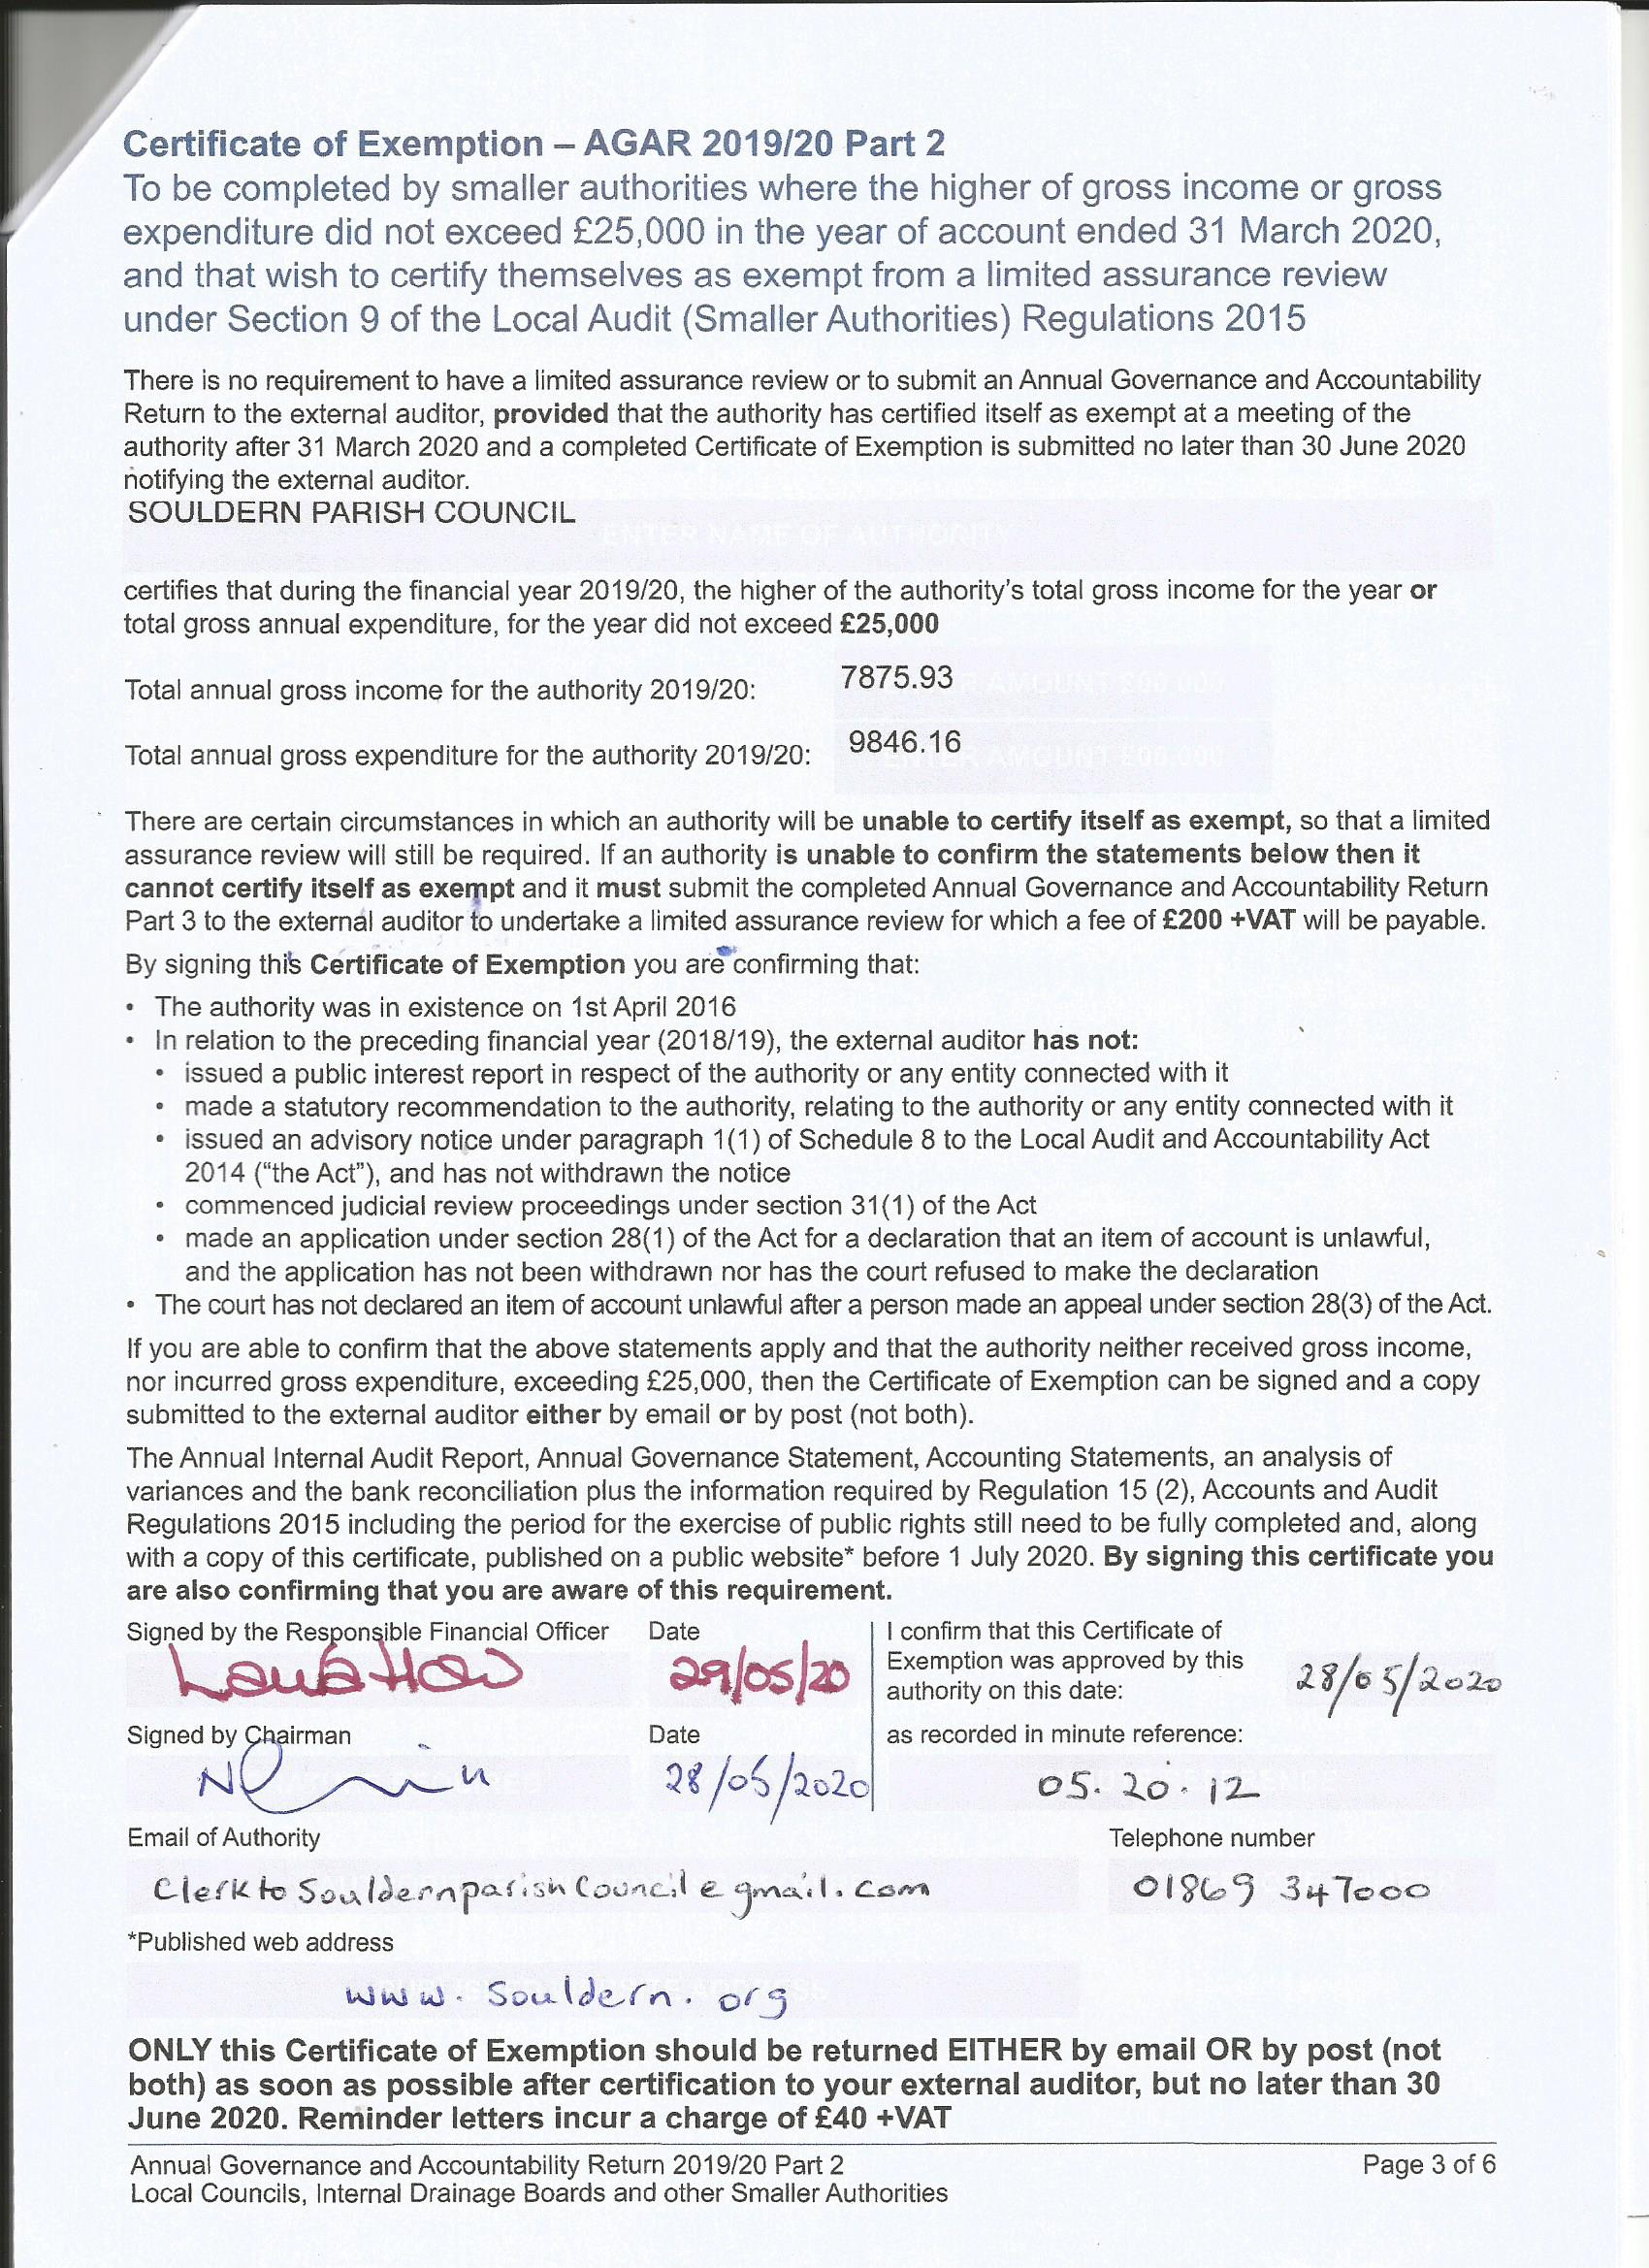 Certificate of Exemption – AGAR 2019/20 Part 2
To be completed by smaller authorities where the higher of gross income or gross
expenditure did not exceed £25,000 in the year of account ended 31 March 2020,
and that wish to certify themselves as exempt from a limited assurance review
under Section 9 of the Local Audit (Smaller Authorities) Regulations 2015
There is no requirement to have a limited assurance review or to submit an Annual Governance and Accountability
Return to the external auditor, provided that the authority has certified itself as exempt at a meeting of the
authority after 31 March 2020 and a completed Certificate of Exemption is submitted no later than 30 June 2020
notifying the external auditor.
SOULDERN PARISH COUNCIL
ENTER NAME OF AUTHORITY
certifies that during the financial year 2019/20, the higher of the authority's total gross income for the year or
total gross annual expenditure, for the year did not exceed £25,000
Total annual gross income for the authority 2019/20: 7875.93
Total annual gross expenditure for the authority 2019/20: 9846.16
There are certain circumstances in which an authority will be unable to certify itself as exempt, so that a limited
assurance review will still be required. If an authority is unable to confirm the statements below then it
cannot certify itself as exempt and it must submit the completed Annual Governance and Accountability Return
Part 3 to the external auditor to undertake a limited assurance review for which a fee of £200 +VAT will be payable.
By signing this Certificate of Exemption you are confirming that:
• The authority was in existence on 1st April 2016
• In relation to the preceding financial year (2018/19), the external auditor has not:
• issued a public interest report in respect of the authority or any entity connected with it
• made a statutory recommendation to the authority, relating to the authority or any entity connected with it
• issued an advisory notice under paragraph 1(1) of Schedule 8 to the Local Audit and Accountability Act
2014 (“the Act”), and has not withdrawn the notice
• commenced judicial review proceedings under section 31(1) of the Act
• made an application under section 28(1) of the Act for a declaration that an item of account is unlawful,
and the application has not been withdrawn nor has the court refused to make the declaration
• The court has not declared an item of account unlawful after a person made an appeal under section 28(3) of the Act.
If you are able to confirm that the above statements apply and that the authority neither received gross income,
nor incurred gross expenditure, exceeding £25,000, then the Certificate of Exemption can be signed and a copy
submitted to the external auditor either by email or by post (not both).
The Annual Internal Audit Report, Annual Governance Statement, Accounting Statements, an analysis of
variances and the bank reconciliation plus the information required by Regulation 15 (2), Accounts and Audit
Regulations 2015 including the period for the exercise of public rights still need to be fully completed and, along
with a copy of this certificate, published on a public website* before 1 July 2020. By signing this certificate you
are also confirming that you are aware of this requirement.
Signed by the Responsible Financial Officer Date
29/05/20
I confirm that this Certificate of
Exemption was approved by this
authority on this date: 28/05/2020
Signed by Chairman Date
28/05/2020
as recorded in minute reference:
05.20.12
Email of Authority Telephone number
Clerkto Souldernparish Council e gmail.com 01869 347000
*Published web address
www.Souldern.org
ONLY this Certificate of Exemption should be returned EITHER by email OR by post (not
both) as soon as possible after certification to your external auditor, but no later than 30
June 2020. Reminder letters incur a charge of £40 +VAT
Annual Governance and Accountability Return 2019/20 Part 2 Page 3 of 6
Local Councils, Internal Drainage Boards and other Smaller Authorities